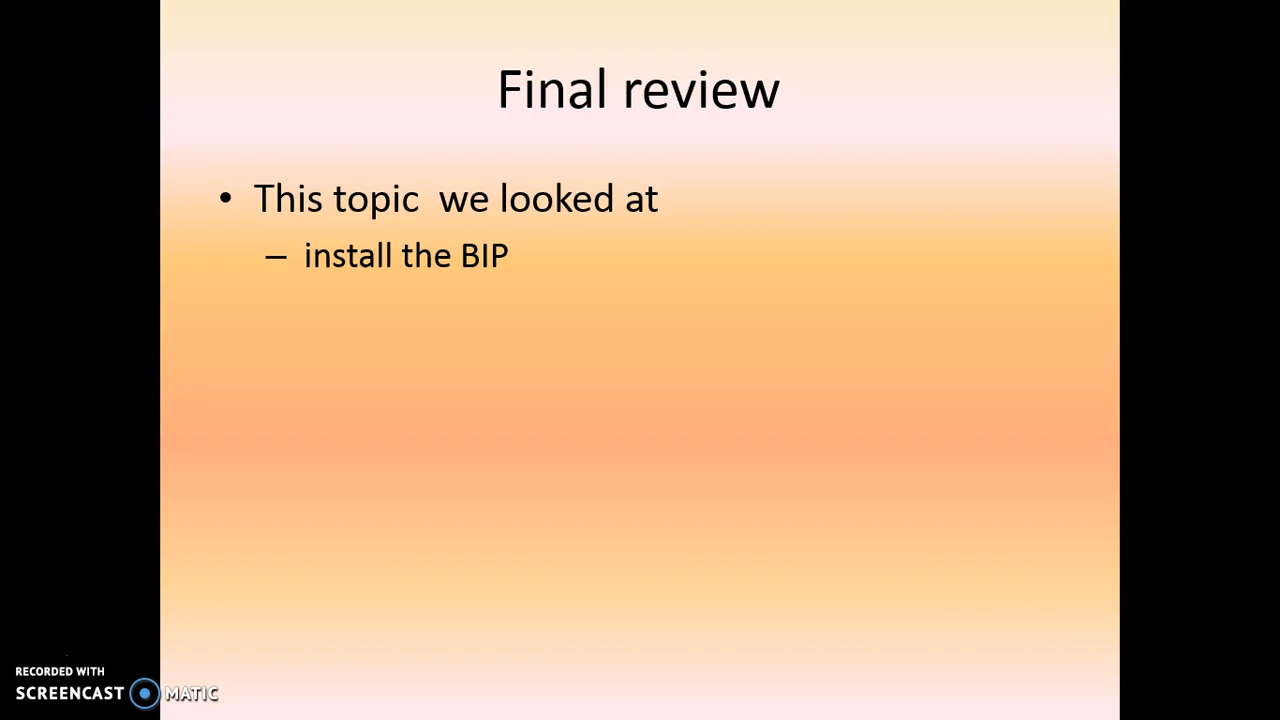 Final review
• This topic  we looked at
– install the BIP
RECORDED WITH
SCREENCAST MATIC